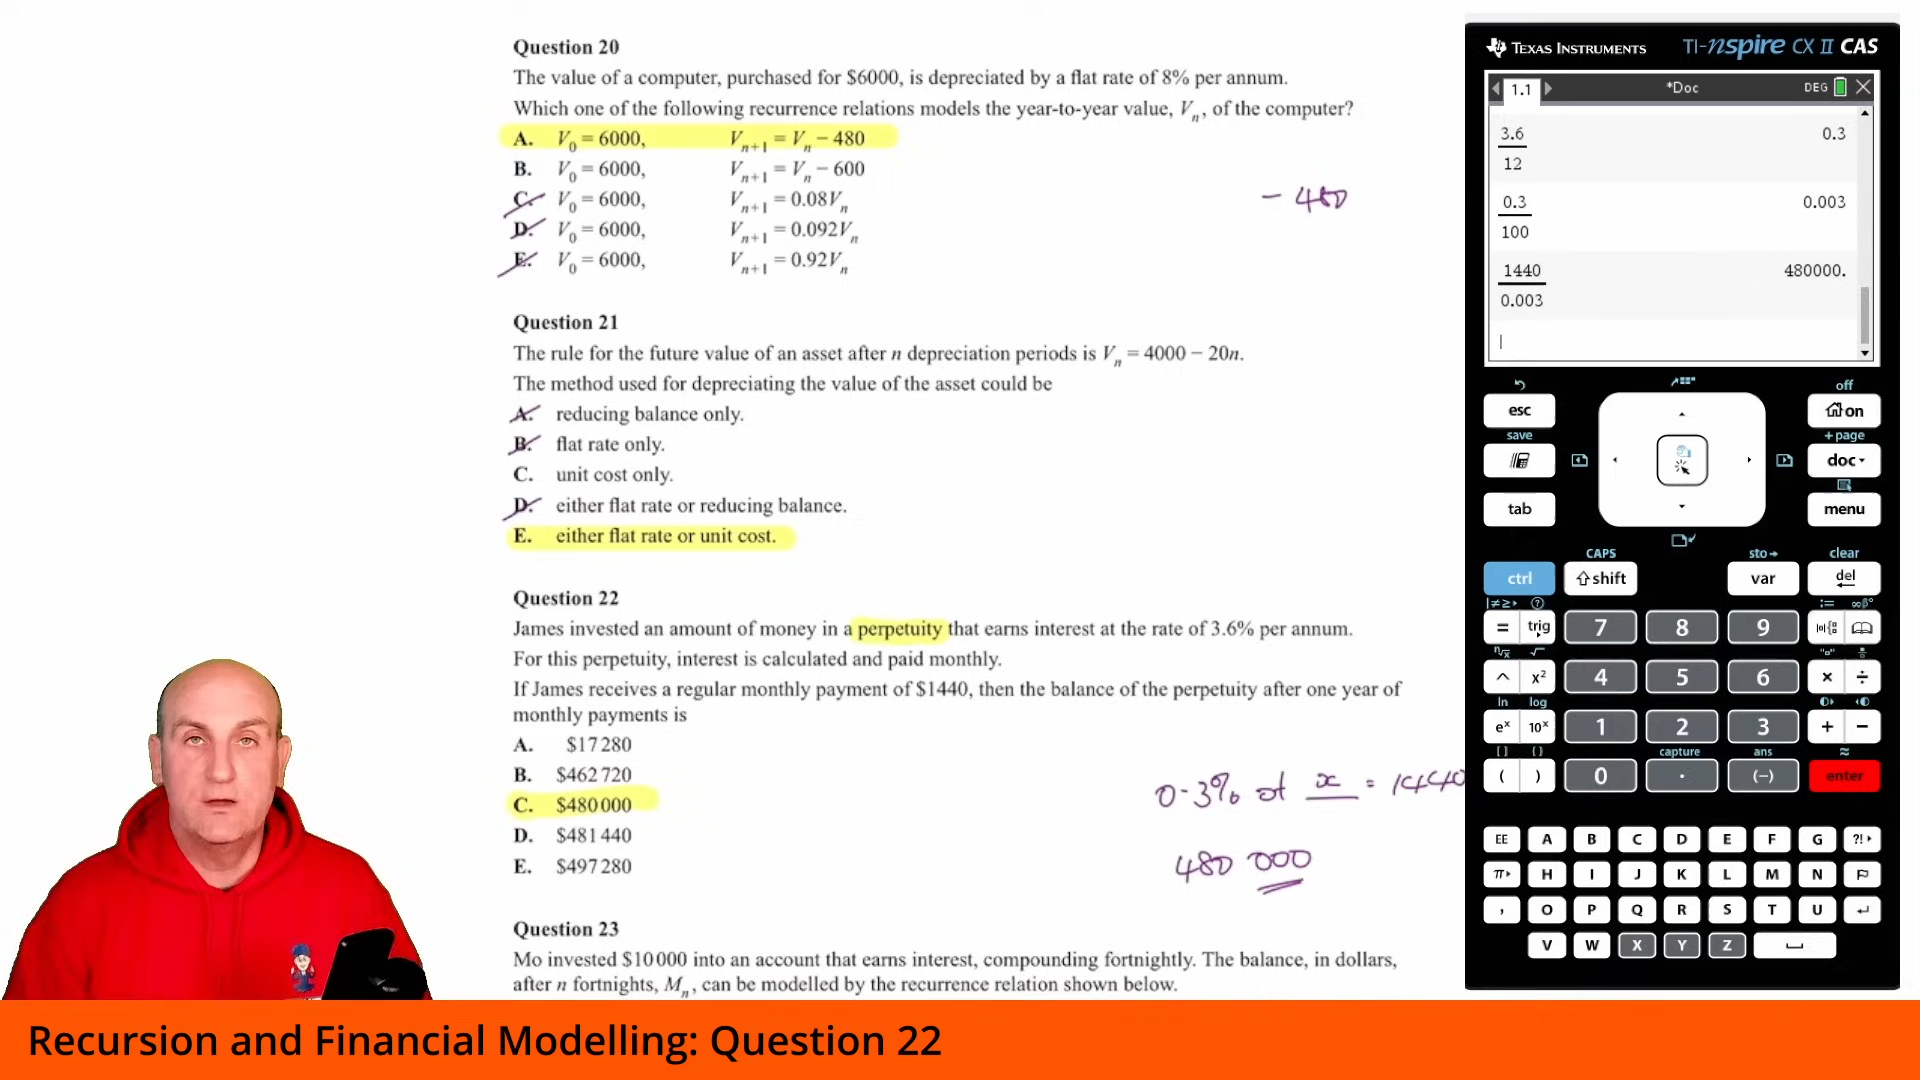 Question 20
The value of a computer, purchased for $6000, is depreciated by a flat rate of 8% per annum.
Which one of the following recurrence relations models the year-to-year value, Vn, of the computer?
A. V0 = 6000, Vn+1 = Vn − 480
B. V0 = 6000, Vn+1 = Vn − 600
C. V0 = 6000, Vn+1 = 0.08Vn
D. V0 = 6000, Vn+1 = 0.092Vn
E. V0 = 6000, Vn+1 = 0.92Vn
− 480
Question 21
The rule for the future value of an asset after n depreciation periods is Vn = 4000 − 20n.
The method used for depreciating the value of the asset could be
A. reducing balance only.
B. flat rate only.
C. unit cost only.
D. either flat rate or reducing balance.
E. either flat rate or unit cost.
Question 22
James invested an amount of money in a perpetuity that earns interest at the rate of 3.6% per annum.
For this perpetuity, interest is calculated and paid monthly.
If James receives a regular monthly payment of $1440, then the balance of the perpetuity after one year of
monthly payments is
A. $17280
B. $462720
C. $480000
D. $481440
E. $497280
0.3% of x = 1440
480 000
Question 23
Mo invested $10000 into an account that earns interest, compounding fortnightly. The balance, in dollars,
after n fortnights, Mn, can be modelled by the recurrence relation shown below.
Recursion and Financial Modelling: Question 22
TEXAS INSTRUMENTS TI-nspire CX II CAS
1.1 *Doc DEG
3.6
12
0.3
0.3
100
0.003
1440
0.003
480000.
off
esc on
save + page
doc
tab menu
CAPS sto→ clear
ctrl shift var del
= trig 7 8 9
^ x² 4 5 6 × ÷
ln log
eˣ 10ˣ 1 2 3 + −
[ ] { } capture ans ≈
( ) 0 . (−) enter
EE A B C D E F G ?!
π H I J K L M N
, O P Q R S T U
V W X Y Z